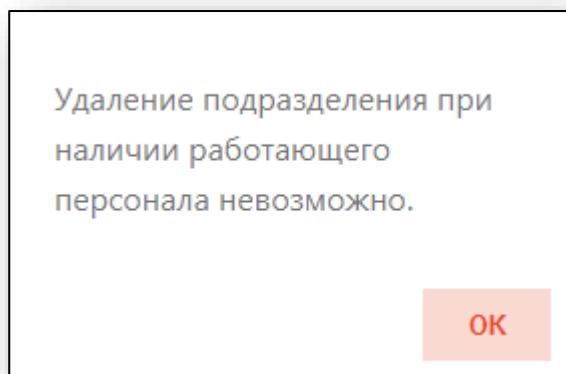 Удаление подразделения при
наличии работающего
персонала невозможно.
ОК